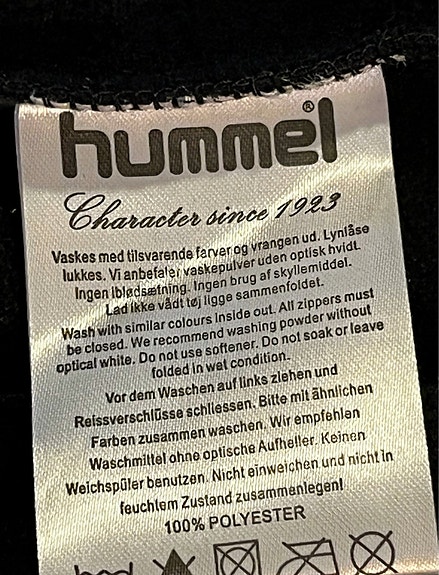 hummel®
Character since 1923
Vaskes med tilsvarende farver og vrangen ud. Lynlåse
lukkes. Vi anbefaler vaskepulver uden optisk hvidt.
Ingen Iblødsætning. Ingen brug af skyllemiddel.
Lad ikke vådt tøj ligge sammenfoldet.
Wash with similar colours Inside out. All zippers must
be closed. We recommend washing powder without
optical white. Do not use softener. Do not soak or leave
folded in wet condition.
Vor dem Waschen auf links ziehen und
Reissverschlüsse schliessen. Bitte mit ähnlichen
Farben zusammen waschen. Wir empfehlen
Waschmittel ohne optische Aufheller. Keinen
Weichspüler benutzen. Nicht einweichen und nicht in
feuchtem Zustand zusammenlegen!
100% POLYESTER